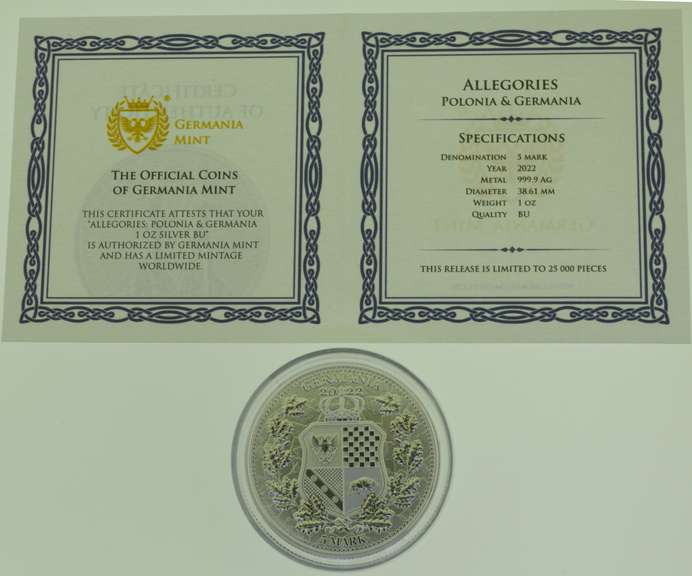 GERMANIA
MINT
THE OFFICIAL COINS
OF GERMANIA MINT
THIS CERTIFICATE ATTESTS THAT YOUR
"ALLEGORIES: POLONIA & GERMANIA
1 OZ SILVER BU"
IS AUTHORIZED BY GERMANIA MINT
AND HAS A LIMITED MINTAGE
WORLDWIDE.
ALLEGORIES
POLONIA & GERMANIA
SPECIFICATIONS
DENOMINATION 5 MARK
YEAR 2022
METAL 999.9 AG
DIAMETER 38.61 MM
WEIGHT 1 OZ
QUALITY BU
THIS RELEASE IS LIMITED TO 25 000 PIECES
GERMANIA
2022
5 MARK